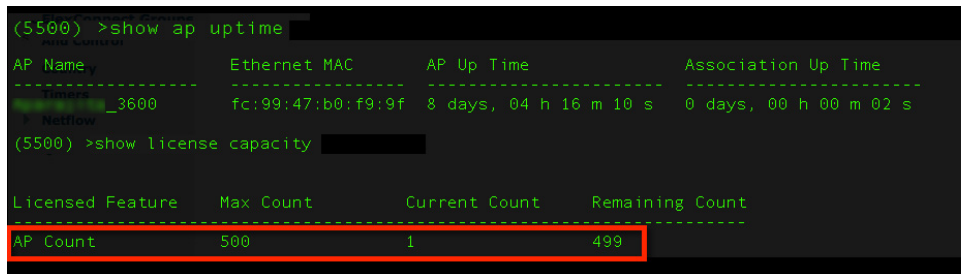 (5500) >show ap uptime
AP Name Ethernet MAC AP Up Time Association Up Time
_3600 fc:99:47:b0:f9:9f 8 days, 04 h 16 m 10 s 0 days, 00 h 00 m 02 s
Timers
Netflow
(5500) >show license capacity
Licensed Feature Max Count Current Count Remaining Count
AP Count 500 1 499